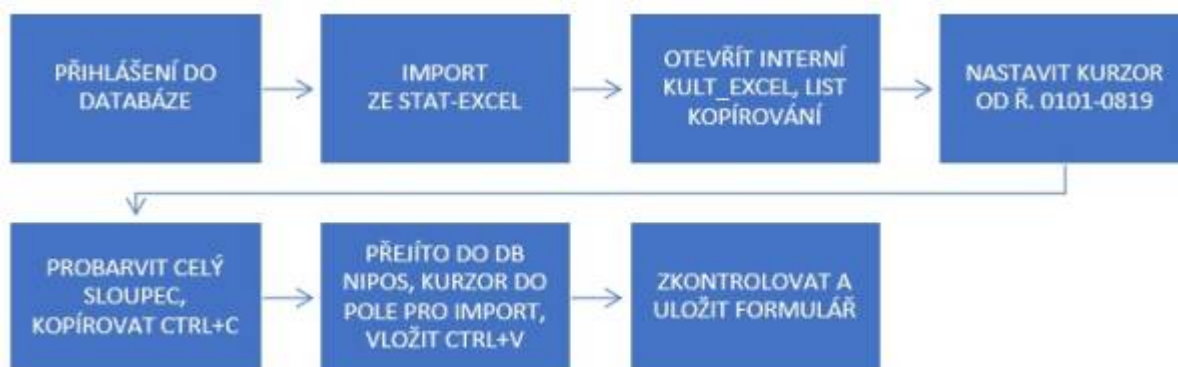 PŘIHLÁŠENÍ DO
DATABÁZE
IMPORT
ZE STAT-EXCEL
OTEVŘÍT INTERNÍ
KULT_EXCEL, LIST
KOPÍROVÁNÍ
NASTAVIT KURZOR
OD Ř. 0101-0819
PROBARVIT CELÝ
SLOUPEC,
KOPÍROVAT CTRL+C
PŘEJÍTO DO DB
NIPOS, KURZOR DO
POLE PRO IMPORT,
VLOŽIT CTRL+V
ZKONTROLOVAT A
ULOŽIT FORMULÁŘ